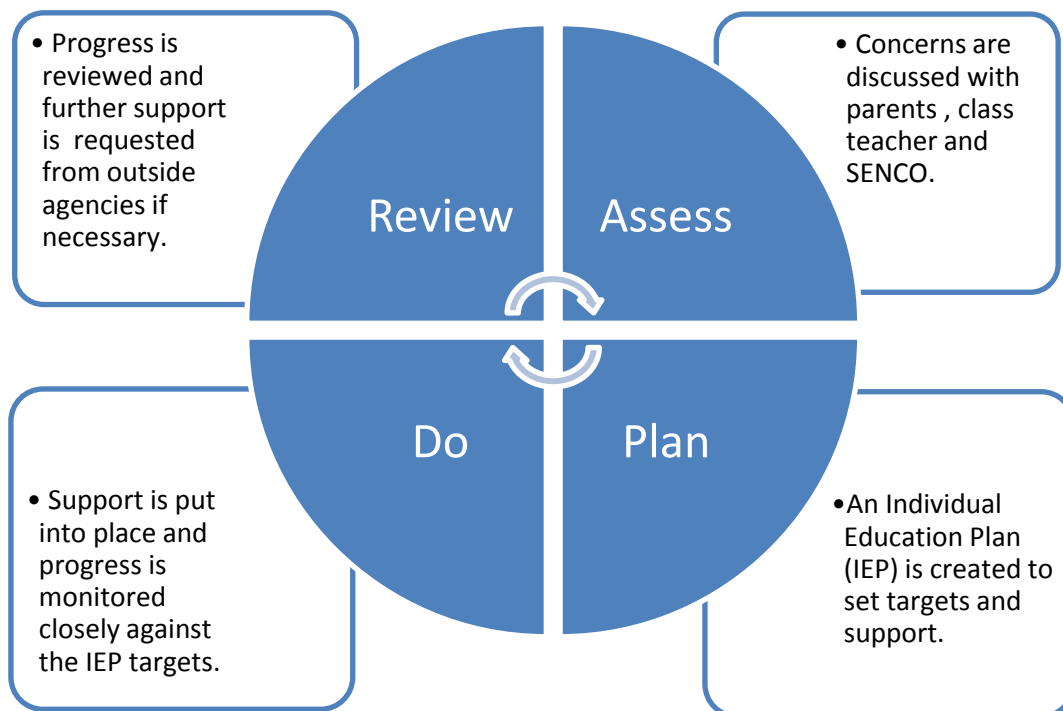 • Progress is
reviewed and
further support
is requested
from outside
agencies if
necessary.
Review
Assess
• Concerns are
discussed with
parents , class
teacher and
SENCO.
• Support is put
into place and
progress is
monitored
closely against
the IEP targets.
Do
Plan
•An Individual
Education Plan
(IEP) is created to
set targets and
support.